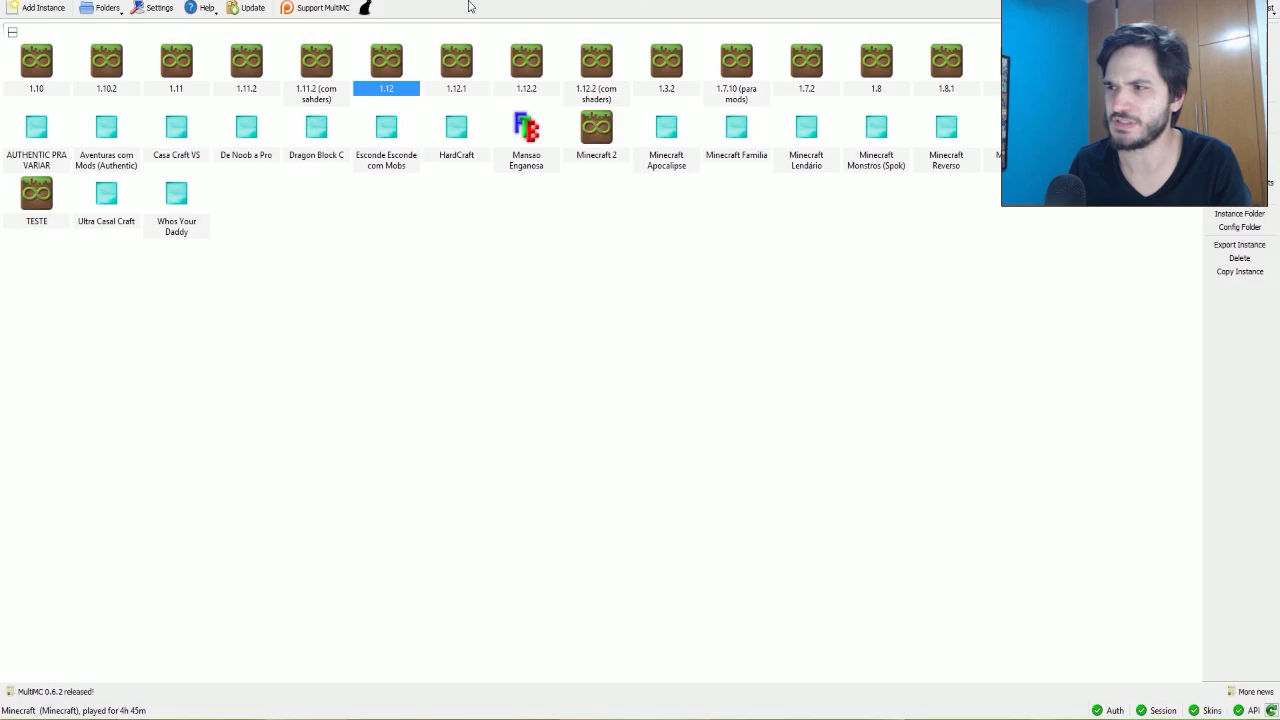 Add Instance Folders Settings Help Update Support MultiMC
1.10 1.10.2 1.11 1.11.2 1.11.2 (com 1.12 1.12.1 1.12.2 1.12.2 (com 1.3.2 1.7.10 (para 1.7.2 1.8 1.8.1
sahders) shaders) mods)
AUTHENTIC PRA Aventuras com Casa Craft VS De Noob a Pro Dragon Block C Esconde Esconde HardCraft Mansao Minecraft 2 Minecraft Minecraft Familia Minecraft Minecraft Minecraft
VARIAR Mods (Authentic) com Mobs Enganosa Apocalipse Lendário Monstros (Spok) Reverso
TESTE Ultra Casal Craft Whos Your
Daddy
Instance Folder
Config Folder
Export Instance
Delete
Copy Instance
MultiMC 0.6.2 released! More news
Minecraft (Minecraft), played for 4h 45m Auth Session Skins API